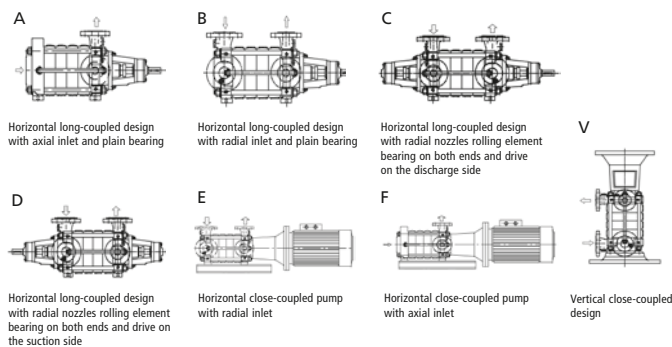 A
B
C
Horizontal long-coupled design
with axial inlet and plain bearing
Horizontal long-coupled design
with radial inlet and plain bearing
Horizontal long-coupled design
with radial nozzles rolling element
bearing on both ends and drive
on the discharge side
V
D
E
F
Horizontal long-coupled design
with radial nozzles rolling element
bearing on both ends and drive on
the suction side
Horizontal close-coupled pump
with radial inlet
Horizontal close-coupled pump
with axial inlet
Vertical close-coupled
design